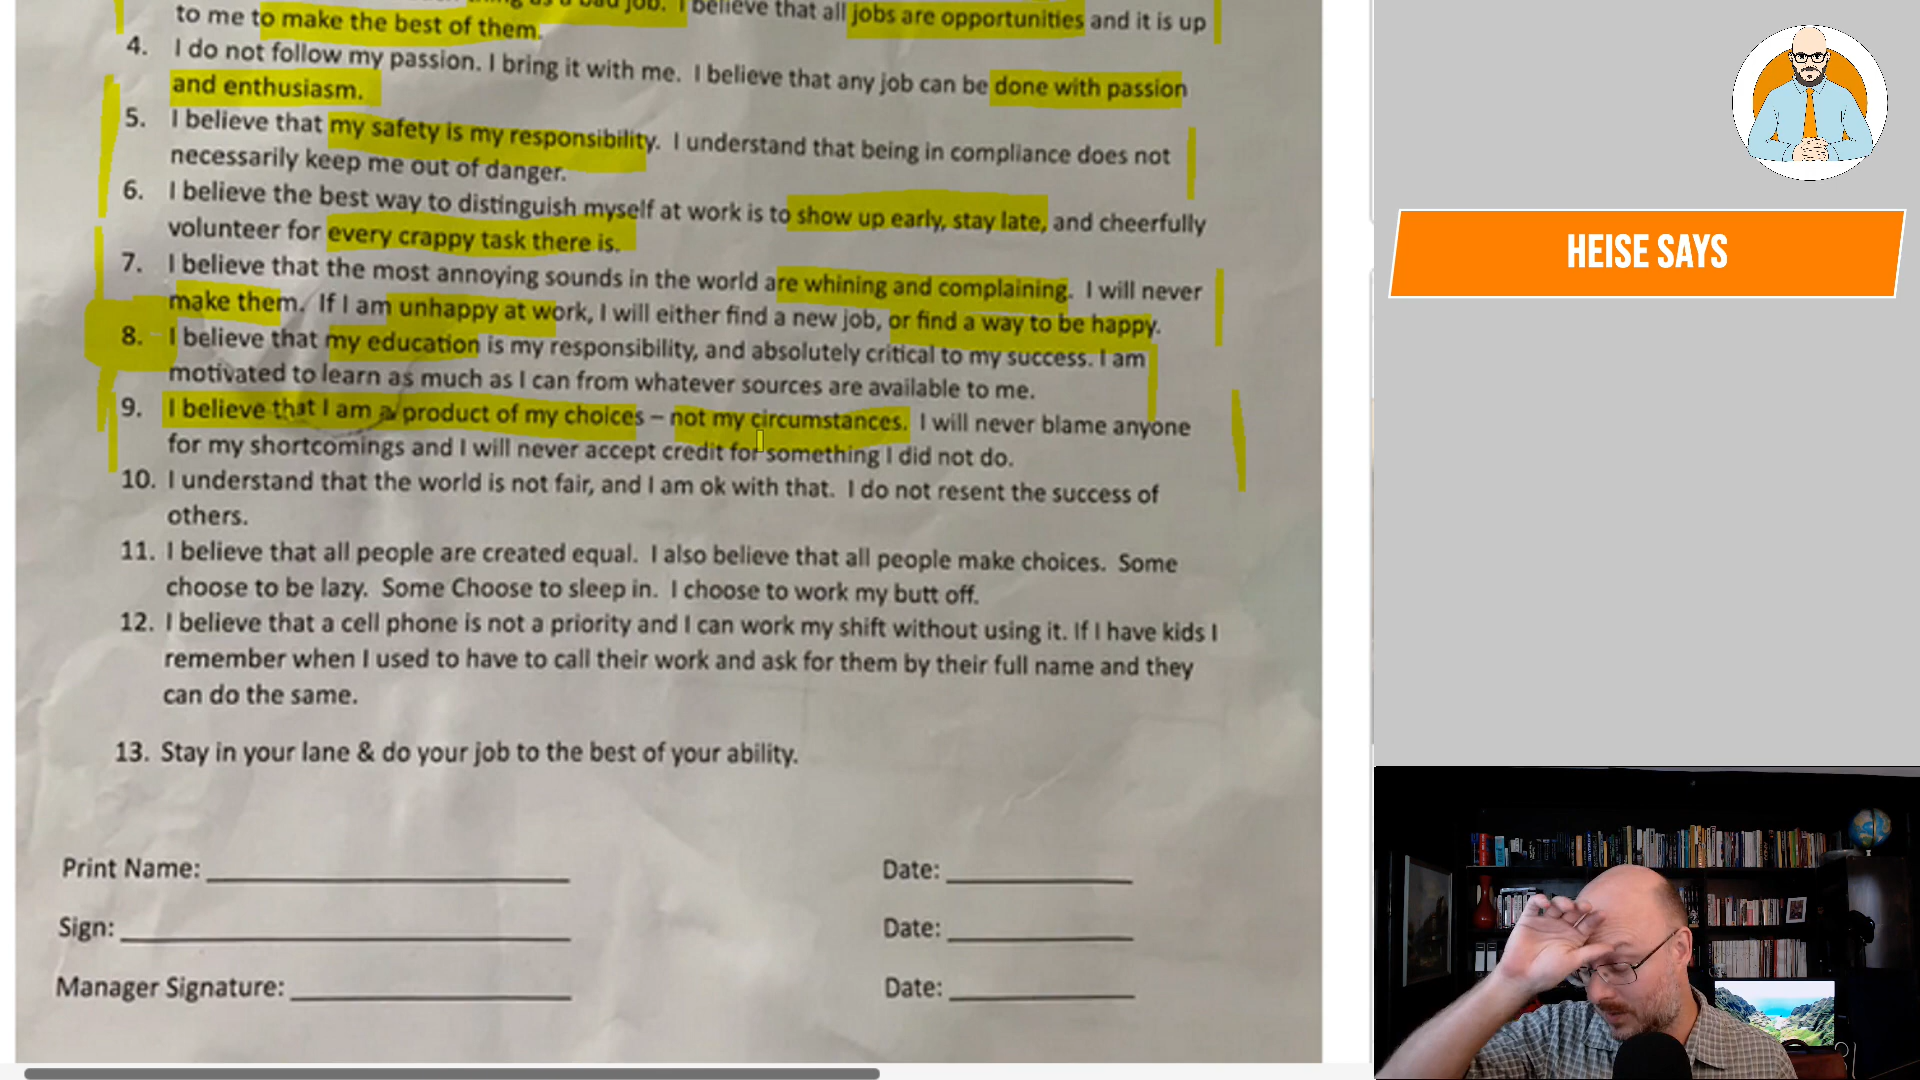 thing as a bad job. I believe that all jobs are opportunities and it is up
to me to make the best of them.
4. I do not follow my passion. I bring it with me. I believe that any job can be done with passion
and enthusiasm.
5. I believe that my safety is my responsibility. I understand that being in compliance does not
necessarily keep me out of danger.
6. I believe the best way to distinguish myself at work is to show up early, stay late, and cheerfully
volunteer for every crappy task there is.
7. I believe that the most annoying sounds in the world are whining and complaining. I will never
make them. If I am unhappy at work, I will either find a new job, or find a way to be happy.
8. I believe that my education is my responsibility, and absolutely critical to my success. I am
motivated to learn as much as I can from whatever sources are available to me.
9. I believe that I am a product of my choices – not my circumstances. I will never blame anyone
for my shortcomings and I will never accept credit for something I did not do.
10. I understand that the world is not fair, and I am ok with that. I do not resent the success of
others.
11. I believe that all people are created equal. I also believe that all people make choices. Some
choose to be lazy. Some Choose to sleep in. I choose to work my butt off.
12. I believe that a cell phone is not a priority and I can work my shift without using it. If I have kids I
remember when I used to have to call their work and ask for them by their full name and they
can do the same.
13. Stay in your lane & do your job to the best of your ability.
Print Name: Date:
Sign: Date:
Manager Signature: Date:
HEISE SAYS